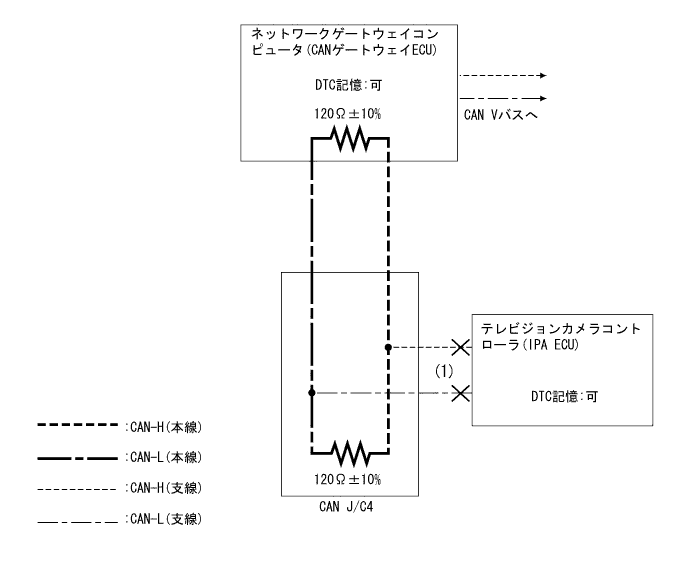 ネットワークゲートウェイコン
ピュータ(CANゲートウェイECU)
DTC記憶:可
120Ω±10%
CAN Vバスへ
テレビジョンカメラコント
ローラ(IPA ECU)
(1)
DTC記憶:可
:CAN-H(本線)
:CAN-L(本線)
:CAN-H(支線)
:CAN-L(支線)
120Ω±10%
CAN J/C4